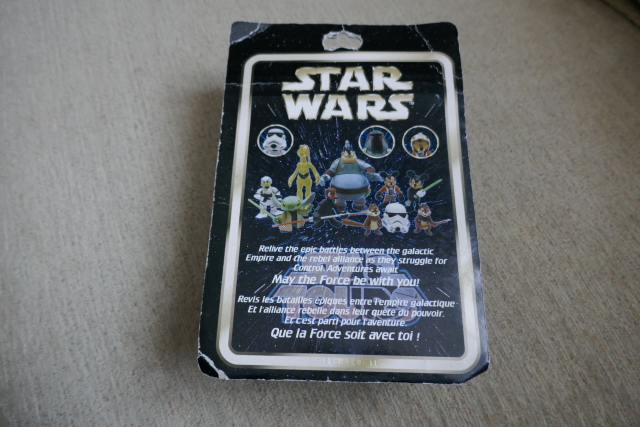 STAR
WARS
Relive the epic battles between the galactic
Empire and the rebel alliance as they struggle for
Control. Adventures await
May the Force be with you!
Revis les batailles épiques entre l'empire galactique
Et l'alliance rebelle dans leur quête du pouvoir.
Et c'est parti pour l'aventure.
Que la Force soit avec toi !